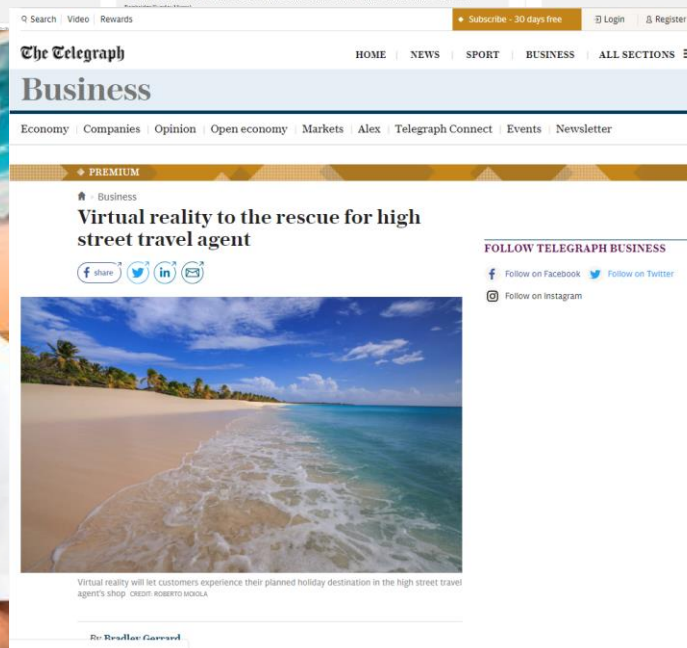 Search Video Rewards
Subscribe - 30 days free Login Register
The Telegraph
HOME NEWS SPORT BUSINESS ALL SECTIONS
Business
Economy Companies Opinion Open economy Markets Alex Telegraph Connect Events Newsletter
PREMIUM
Business
Virtual reality to the rescue for high
street travel agent
share
FOLLOW TELEGRAPH BUSINESS
Follow on Facebook Follow on Twitter
Follow on Instagram
Virtual reality will let customers experience their planned holiday destination in the high street travel
agent's shop CREDIT: ROBERTO MOIOLA
By Bradley Gerrard